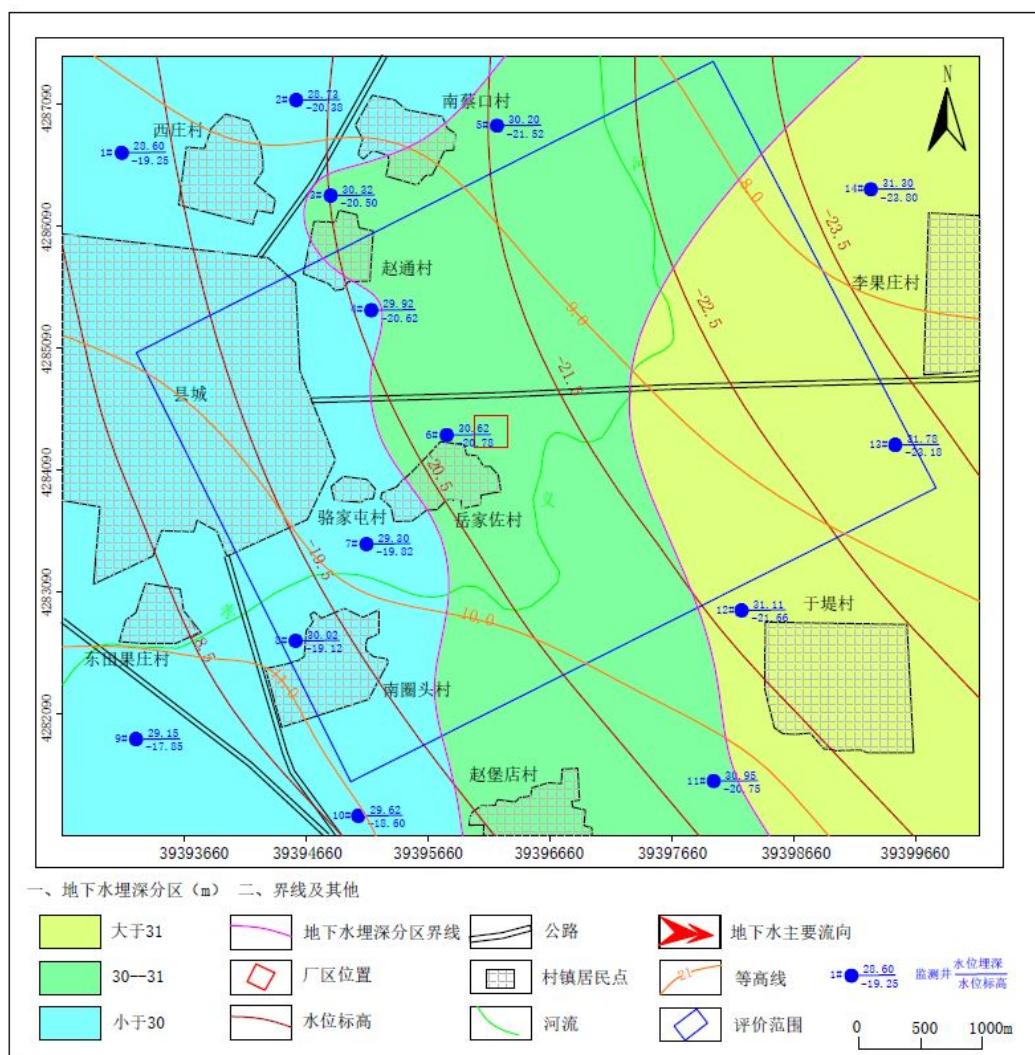 N
2# 28.73
-20.38
南蔡口村
5# 30.20
-21.52
西庄村
1# 28.60
-19.25
河
8.0
14# 31.30
-23.80
3# 30.32
-20.50
-23.5
赵通村
李果庄村
4# 29.92
-20.62
9.0
-22.5
-21.5
县城
6# 30.62
-20.78
13# 31.78
-23.18
-20.5
骆家屯村
岳家佐村
义
7# 29.30
-19.82
-19.5
孝
10.0
12# 31.11
-21.66
于堤村
-18.5
8# 30.02
-19.12
东田果庄村
11.0
南圈头村
9# 29.15
-17.85
赵堡店村
11# 30.95
-20.75
10# 29.62
-18.60
4287090
4286090
4285090
4284090
4283090
4282090
39393660 39394660 39395660 39396660 39397660 39398660 39399660
一、地下水埋深分区（m） 二、界线及其他
大于31 地下水埋深分区界线 公路 地下水主要流向
30--31 厂区位置 村镇居民点 21 等高线 1# 28.60 -19.25 监测井 水位埋深 水位标高
小于30 水位标高 河流 评价范围
0 500 1000m